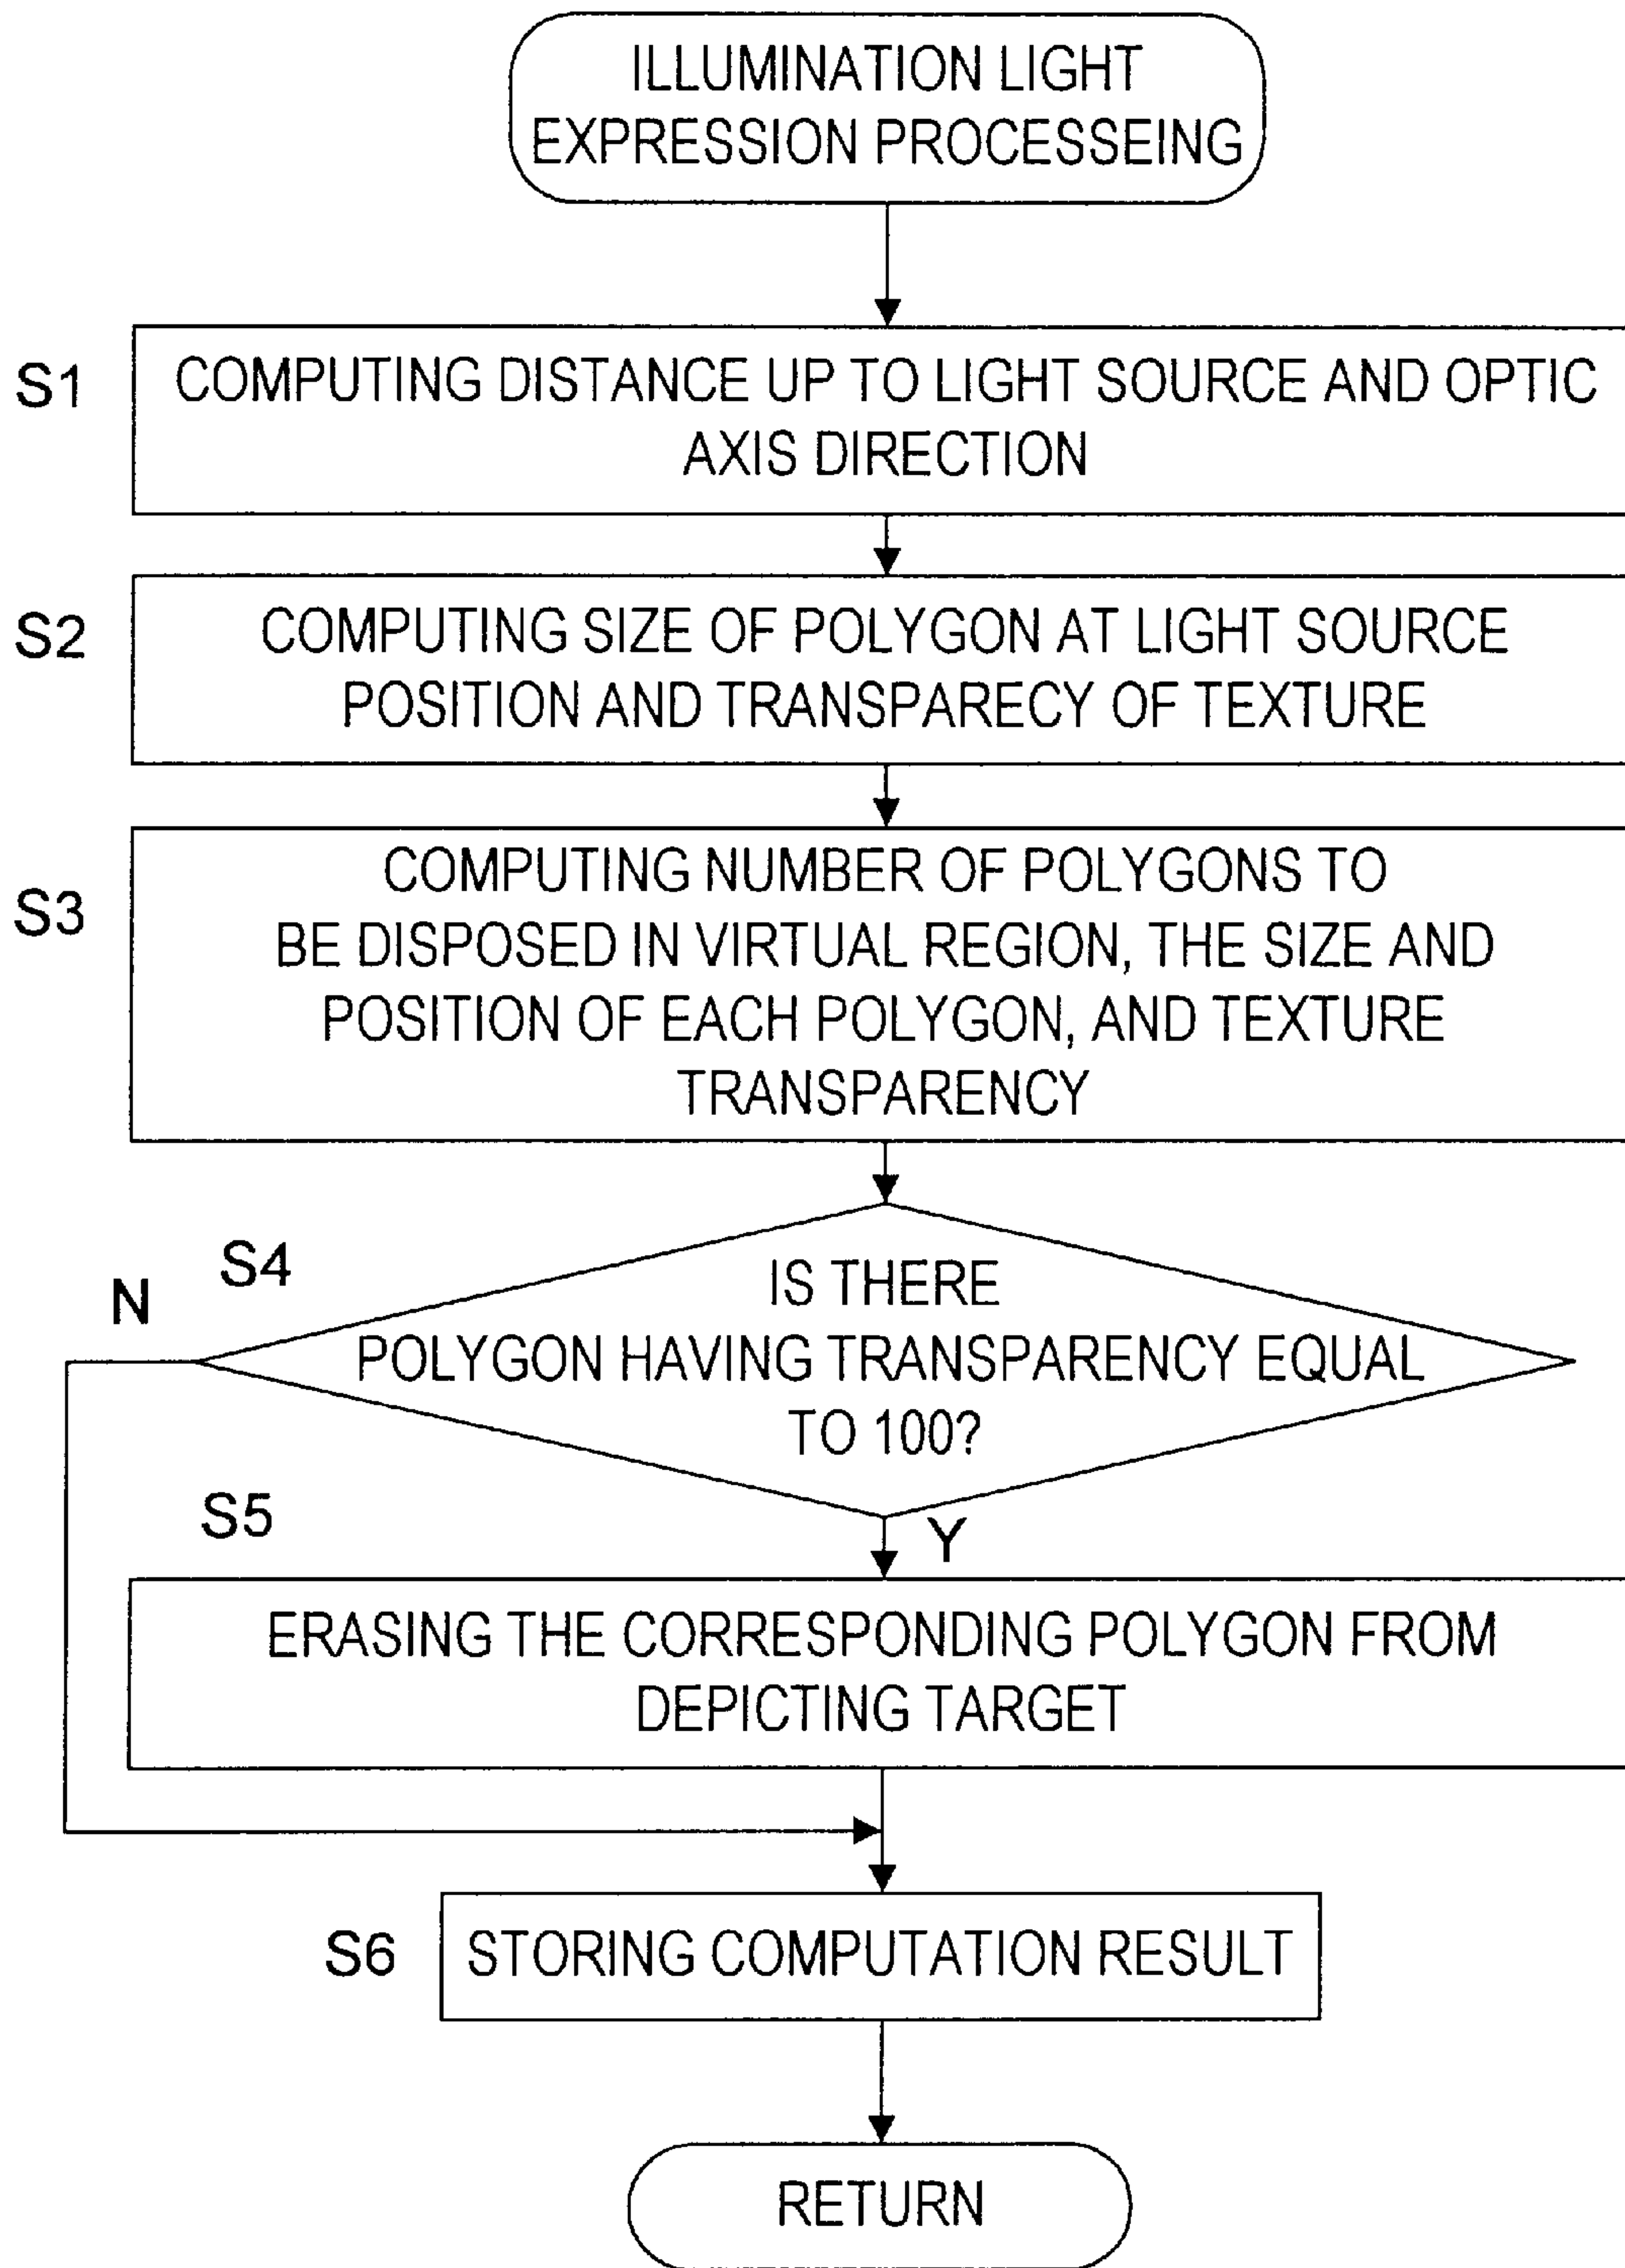 ILLUMINATION LIGHT
EXPRESSION PROCESSEING
S1
COMPUTING DISTANCE UP TO LIGHT SOURCE AND OPTIC
AXIS DIRECTION
S2
COMPUTING SIZE OF POLYGON AT LIGHT SOURCE
POSITION AND TRANSPARECY OF TEXTURE
S3
COMPUTING NUMBER OF POLYGONS TO
BE DISPOSED IN VIRTUAL REGION, THE SIZE AND
POSITION OF EACH POLYGON, AND TEXTURE
TRANSPARENCY
S4
N
IS THERE
POLYGON HAVING TRANSPARENCY EQUAL
TO 100?
Y
S5
ERASING THE CORRESPONDING POLYGON FROM
DEPICTING TARGET
S6
STORING COMPUTATION RESULT
RETURN